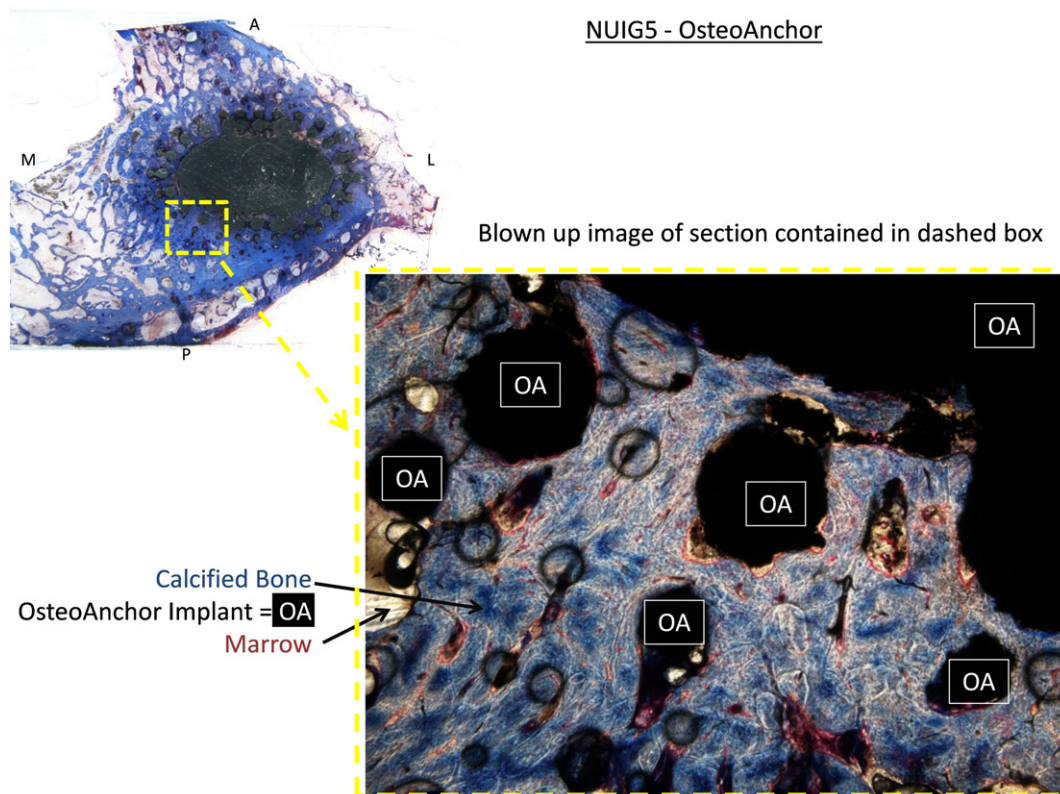 NUIG5 - OsteoAnchor
A
M
L
P
Blown up image of section contained in dashed box
OA
OA
OA
OA
OA
OA
Calcified Bone
OsteoAnchor Implant = OA
Marrow